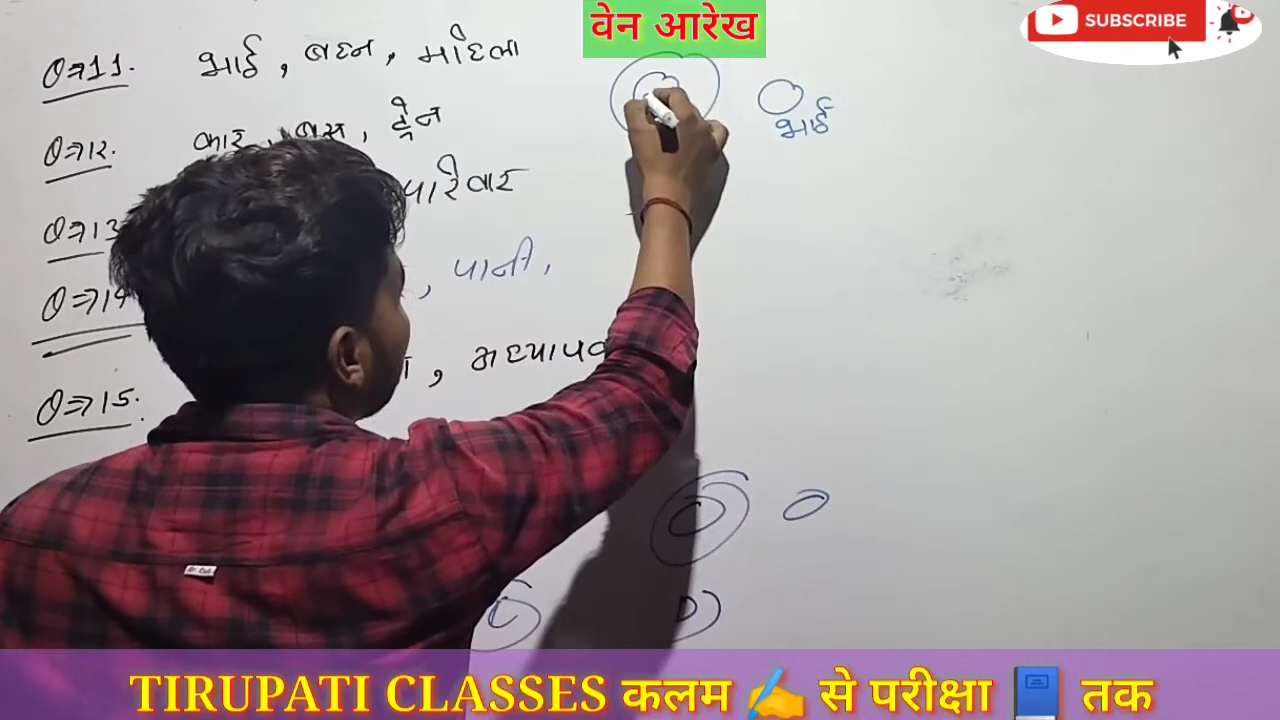 वेन आरेख
SUBSCRIBE
Q⇒11. भाई, बहन, महिला
भाई
Q⇒12. कार, बस, ट्रेन
Q⇒13 परिवार
Q⇒14 , पानी,
Q⇒15. , अध्यापक
TIRUPATI CLASSES कलम ✍️ से परीक्षा 📘 तक